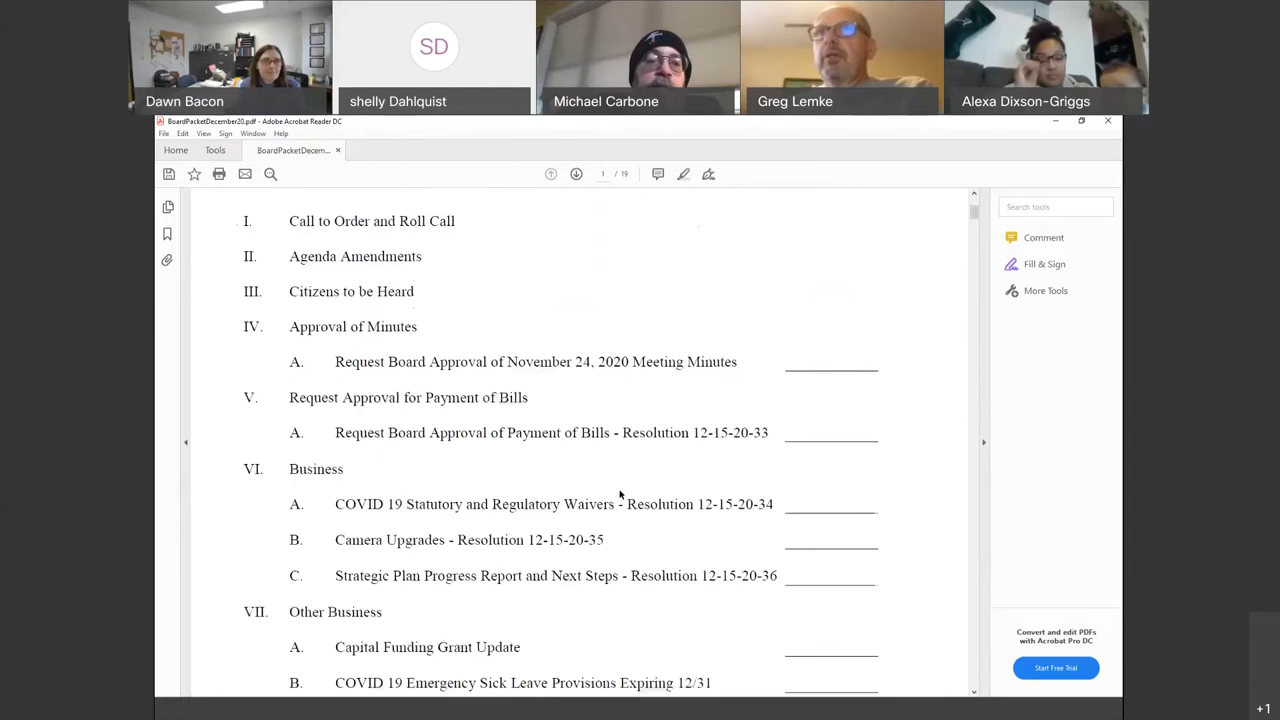 SD
Dawn Bacon
shelly Dahlquist
Michael Carbone
Greg Lemke
Alexa Dixson-Griggs
BoardPacketDecember20.pdf - Adobe Acrobat Reader DC
File Edit View Sign Window Help
Home Tools BoardPacketDecem... ×
1 / 19
I. Call to Order and Roll Call
II. Agenda Amendments
III. Citizens to be Heard
IV. Approval of Minutes
A. Request Board Approval of November 24, 2020 Meeting Minutes
V. Request Approval for Payment of Bills
A. Request Board Approval of Payment of Bills - Resolution 12-15-20-33
VI. Business
A. COVID 19 Statutory and Regulatory Waivers - Resolution 12-15-20-34
B. Camera Upgrades - Resolution 12-15-20-35
C. Strategic Plan Progress Report and Next Steps - Resolution 12-15-20-36
VII. Other Business
A. Capital Funding Grant Update
B. COVID 19 Emergency Sick Leave Provisions Expiring 12/31
Search tools
Comment
Fill & Sign
More Tools
Convert and edit PDFs
with Acrobat Pro DC
Start Free Trial
+1